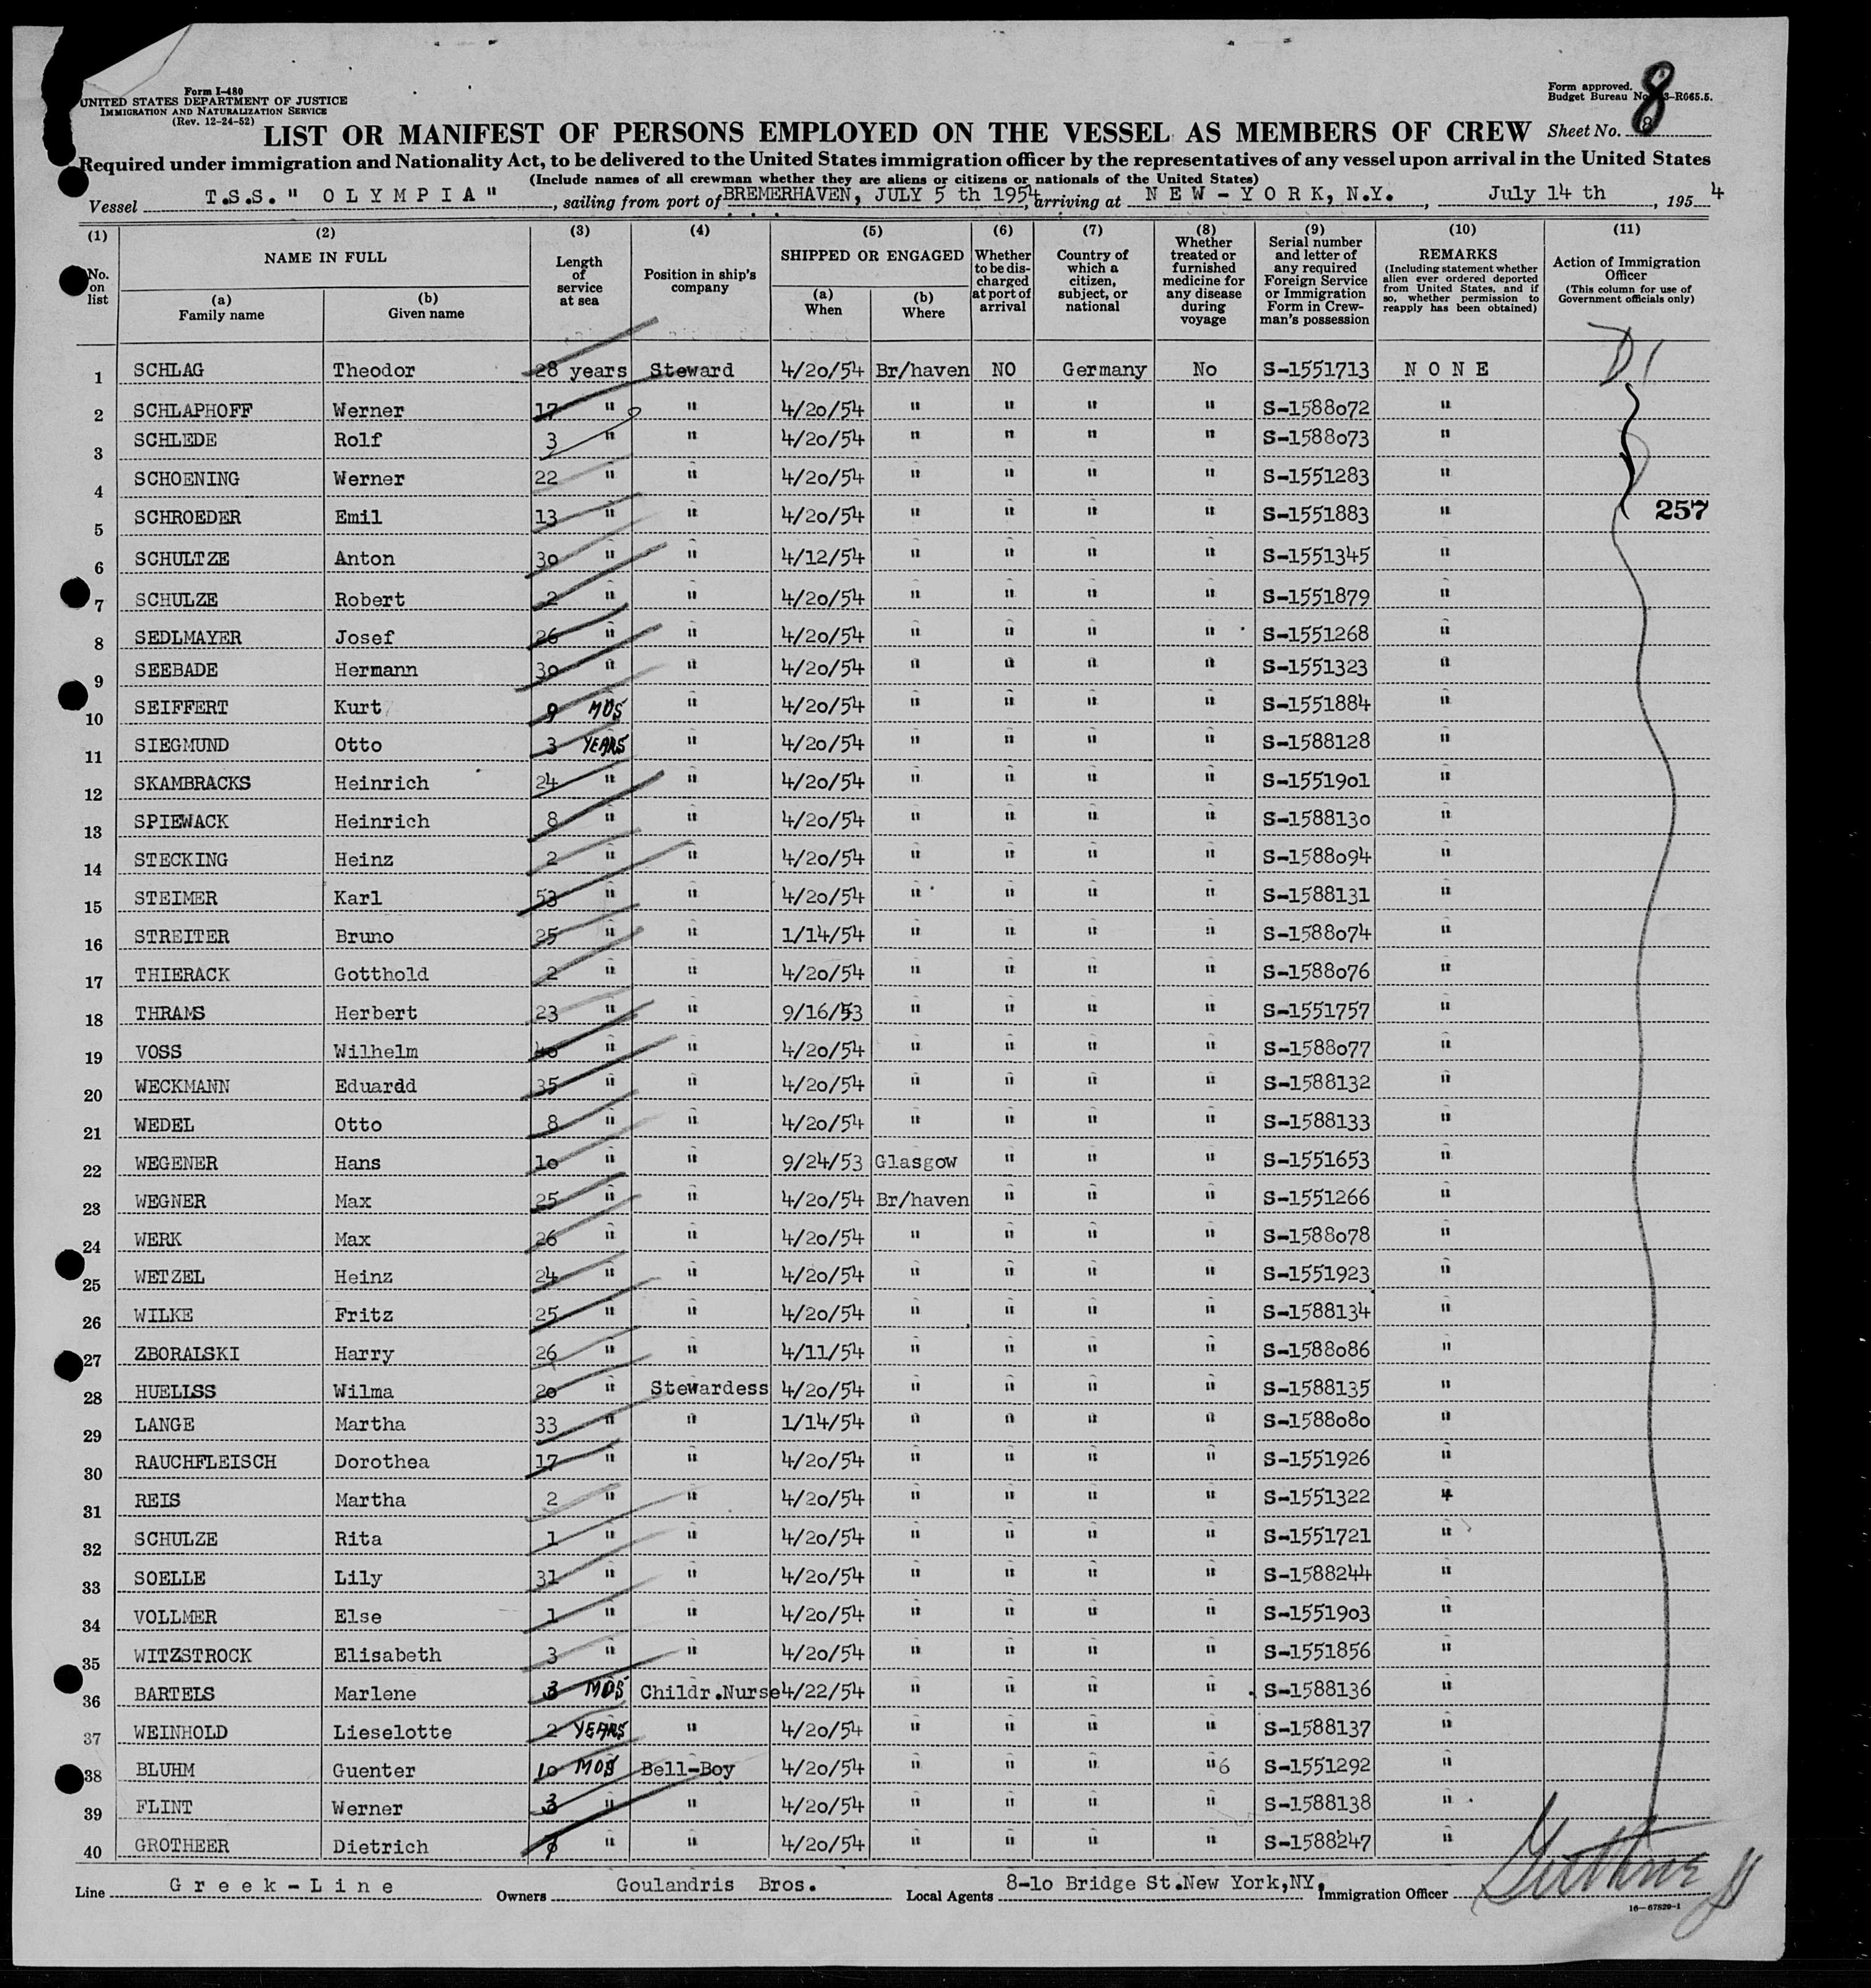 Form I-480
UNITED STATES DEPARTMENT OF JUSTICE
IMMIGRATION AND NATURALIZATION SERVICE
(Rev. 12-24-52)
Form approved.
Budget Bureau No. 3-R065.5.
8
LIST OR MANIFEST OF PERSONS EMPLOYED ON THE VESSEL AS MEMBERS OF CREW Sheet No. 8
Required under immigration and Nationality Act, to be delivered to the United States immigration officer by the representatives of any vessel upon arrival in the United States
(Include names of all crewman whether they are aliens or citizens or nationals of the United States)
Vessel T.S.S. " OLYMPIA ", sailing from port of BREMERHAVEN, JULY 5 th 1954, arriving at NEW-YORK, N.Y., July 14 th, 1954
(1) (2) (3) (4) (5) (6) (7) (8) (9) (10) (11)
No. on list
NAME IN FULL
(a) Family name
(b) Given name
Length of service at sea
Position in ship's company
SHIPPED OR ENGAGED
(a) When
(b) Where
Whether to be discharged at port of arrival
Country of which a citizen, subject, or national
Whether treated or furnished medicine for any disease during voyage
Serial number and letter of any required Foreign Service or Immigration Form in Crewman's possession
REMARKS
(Including statement whether alien ever ordered deported from United States, and if so, whether permission to reapply has been obtained)
Action of Immigration Officer
(This column for use of Government officials only)
1 SCHLAG Theodor 28 years Steward 4/20/54 Br/haven NO Germany No S-1551713 N O N E
2 SCHLAPHOFF Werner 17 " " 4/20/54 " " " " S-1588072 "
3 SCHLEDE Rolf 3 " " 4/20/54 " " " " S-1588073 "
4 SCHOENING Werner 22 " " 4/20/54 " " " " S-1551283 "
5 SCHROEDER Emil 13 " " 4/20/54 " " " " S-1551883 " 257
6 SCHULTZE Anton 30 " " 4/12/54 " " " " S-1551345 "
7 SCHULZE Robert 2 " " 4/20/54 " " " " S-1551879 "
8 SEDLMAYER Josef 26 " " 4/20/54 " " " " S-1551268 "
9 SEEBADE Hermann 30 " " 4/20/54 " " " " S-1551323 "
10 SEIFFERT Kurt 9 MOS " 4/20/54 " " " " S-1551884 "
11 SIEGMUND Otto 3 YEARS " 4/20/54 " " " " S-1588128 "
12 SKAMBRACKS Heinrich 24 " " 4/20/54 " " " " S-1551901 "
13 SPIEWACK Heinrich 8 " " 4/20/54 " " " " S-1588130 "
14 STECKING Heinz 2 " " 4/20/54 " " " " S-1588094 "
15 STEIMER Karl 53 " " 4/20/54 " " " " S-1588131 "
16 STREITER Bruno 25 " " 1/14/54 " " " " S-1588074 "
17 THIERACK Gotthold 2 " " 4/20/54 " " " " S-1588076 "
18 THRAMS Herbert 23 " " 9/16/53 " " " " S-1551757 "
19 VOSS Wilhelm 40 " " 4/20/54 " " " " S-1588077 "
20 WECKMANN Eduardd 35 " " 4/20/54 " " " " S-1588132 "
21 WEDEL Otto 8 " " 4/20/54 " " " " S-1588133 "
22 WEGENER Hans 10 " " 9/24/53 Glasgow " " " S-1551653 "
23 WEGNER Max 25 " " 4/20/54 Br/haven " " " S-1551266 "
24 WERK Max 26 " " 4/20/54 " " " " S-1588078 "
25 WETZEL Heinz 24 " " 4/20/54 " " " " S-1551923 "
26 WILKE Fritz 25 " " 4/20/54 " " " " S-1588134 "
27 ZBORALSKI Harry 26 " " 4/11/54 " " " " S-1588086 "
28 HUELLSS Wilma 20 " Stewardess 4/20/54 " " " " S-1588135 "
29 LANGE Martha 33 " " 1/14/54 " " " " S-1588080 "
30 RAUCHFLEISCH Dorothea 17 " " 4/20/54 " " " " S-1551926 "
31 REIS Martha 2 " " 4/20/54 " " " " S-1551322 "
32 SCHULZE Rita 1 " " 4/20/54 " " " " S-1551721 "
33 SOELLE Lily 31 " " 4/20/54 " " " " S-1588244 "
34 VOLLMER Else 1 " " 4/20/54 " " " " S-1551903 "
35 WITZSTROCK Elisabeth 3 " " 4/20/54 " " " " S-1551856 "
36 BARTELS Marlene 3 MOS Childr.Nurse 4/22/54 " " " " S-1588136 "
37 WEINHOLD Lieselotte 2 YEARS " 4/20/54 " " " " S-1588137 "
38 BLUHM Guenter 10 MOS Bell-Boy 4/20/54 " " " "6 S-1551292 "
39 FLINT Werner 3 " " 4/20/54 " " " " S-1588138 "
40 GROTHEER Dietrich " " 4/20/54 " " " " S-1588247 "
Line Greek-Line Owners Goulandris Bros. Local Agents 8-10 Bridge St.New York,NY, Immigration Officer
16-67829-1